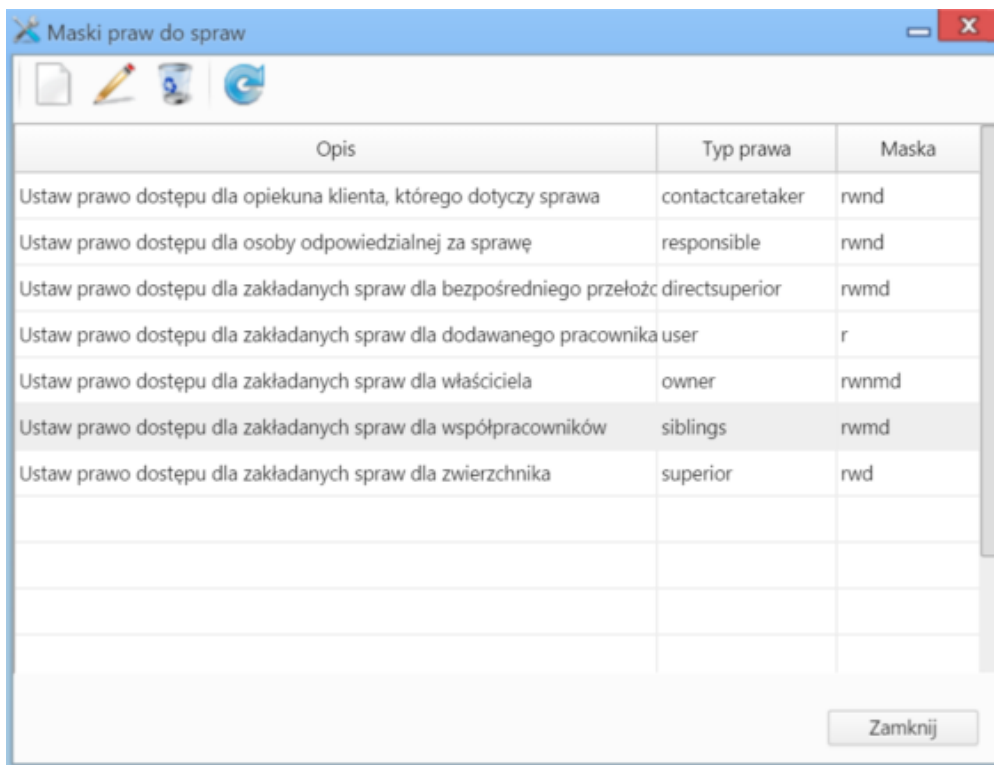 Maski praw do spraw
Opis Typ prawa Maska
Ustaw prawo dostępu dla opiekuna klienta, którego dotyczy sprawa contactcaretaker rwnd
Ustaw prawo dostępu dla osoby odpowiedzialnej za sprawę responsible rwnd
Ustaw prawo dostępu dla zakładanych spraw dla bezpośredniego przełożo directsuperior rwmd
Ustaw prawo dostępu dla zakładanych spraw dla dodawanego pracownika user r
Ustaw prawo dostępu dla zakładanych spraw dla właściciela owner rwnmd
Ustaw prawo dostępu dla zakładanych spraw dla współpracowników siblings rwmd
Ustaw prawo dostępu dla zakładanych spraw dla zwierzchnika superior rwd
Zamknij